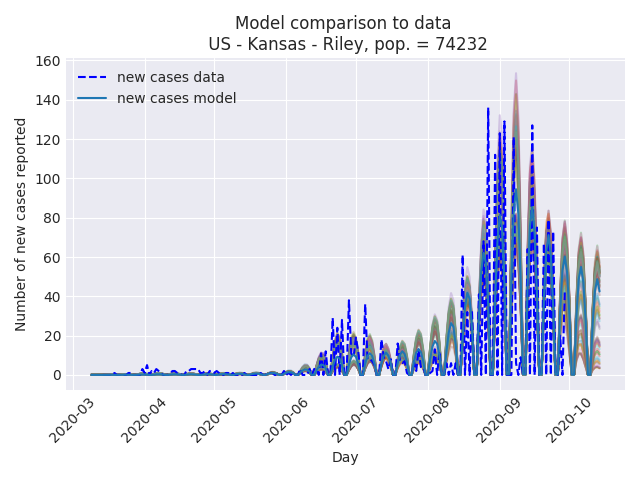 Model comparison to data
US - Kansas - Riley, pop. = 74232
160
140
120
100
80
60
40
20
0
Number of new cases reported
new cases data
new cases model
2020-03
2020-04
2020-05
2020-06
2020-07
2020-08
2020-09
2020-10
Day